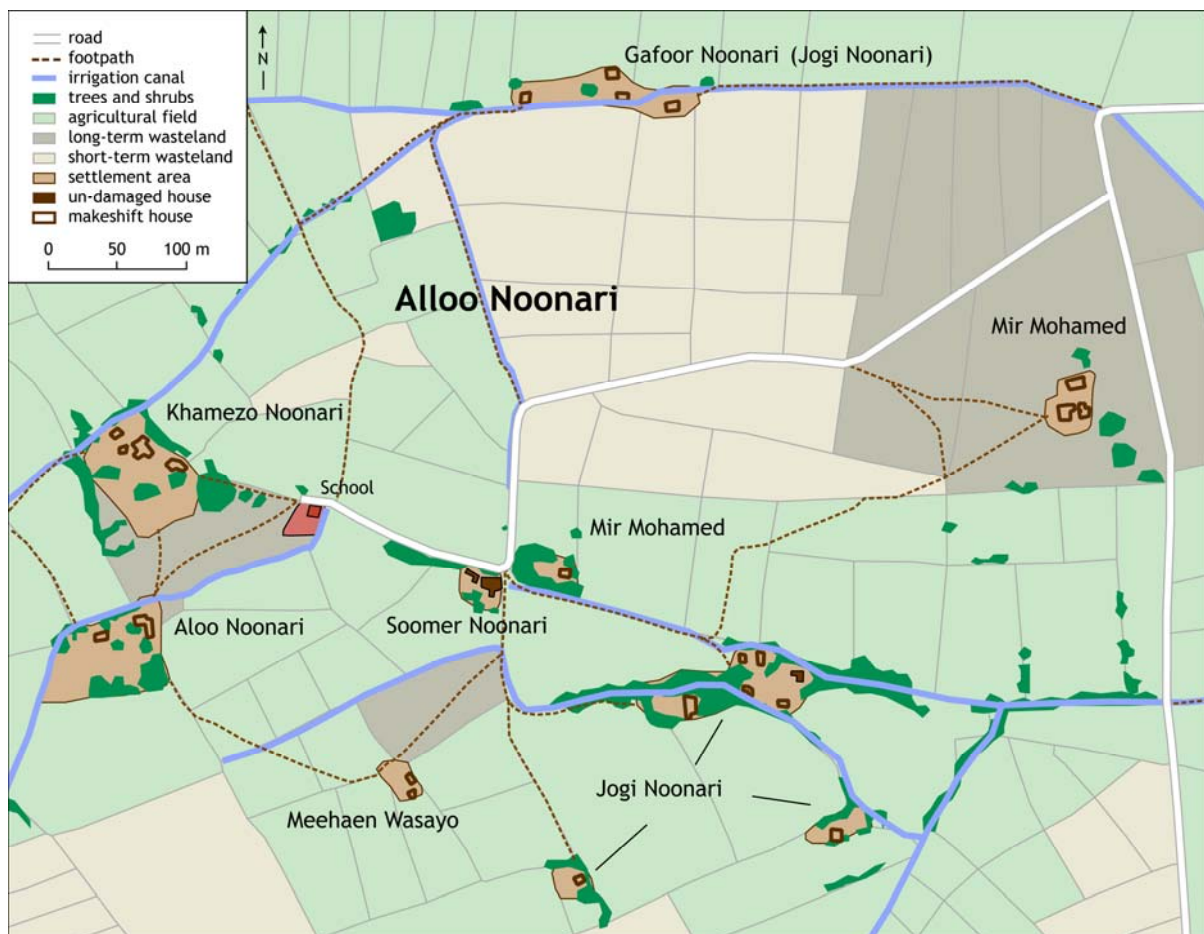 road
footpath
irrigation canal
trees and shrubs
agricultural field
long-term wasteland
short-term wasteland
settlement area
un-damaged house
makeshift house
0 50 100 m
N
Gafoor Noonari (Jogi Noonari)
Alloo Noonari
Mir Mohamed
Khamezo Noonari
School
Mir Mohamed
Aloo Noonari
Soomer Noonari
Jogi Noonari
Meehaen Wasayo